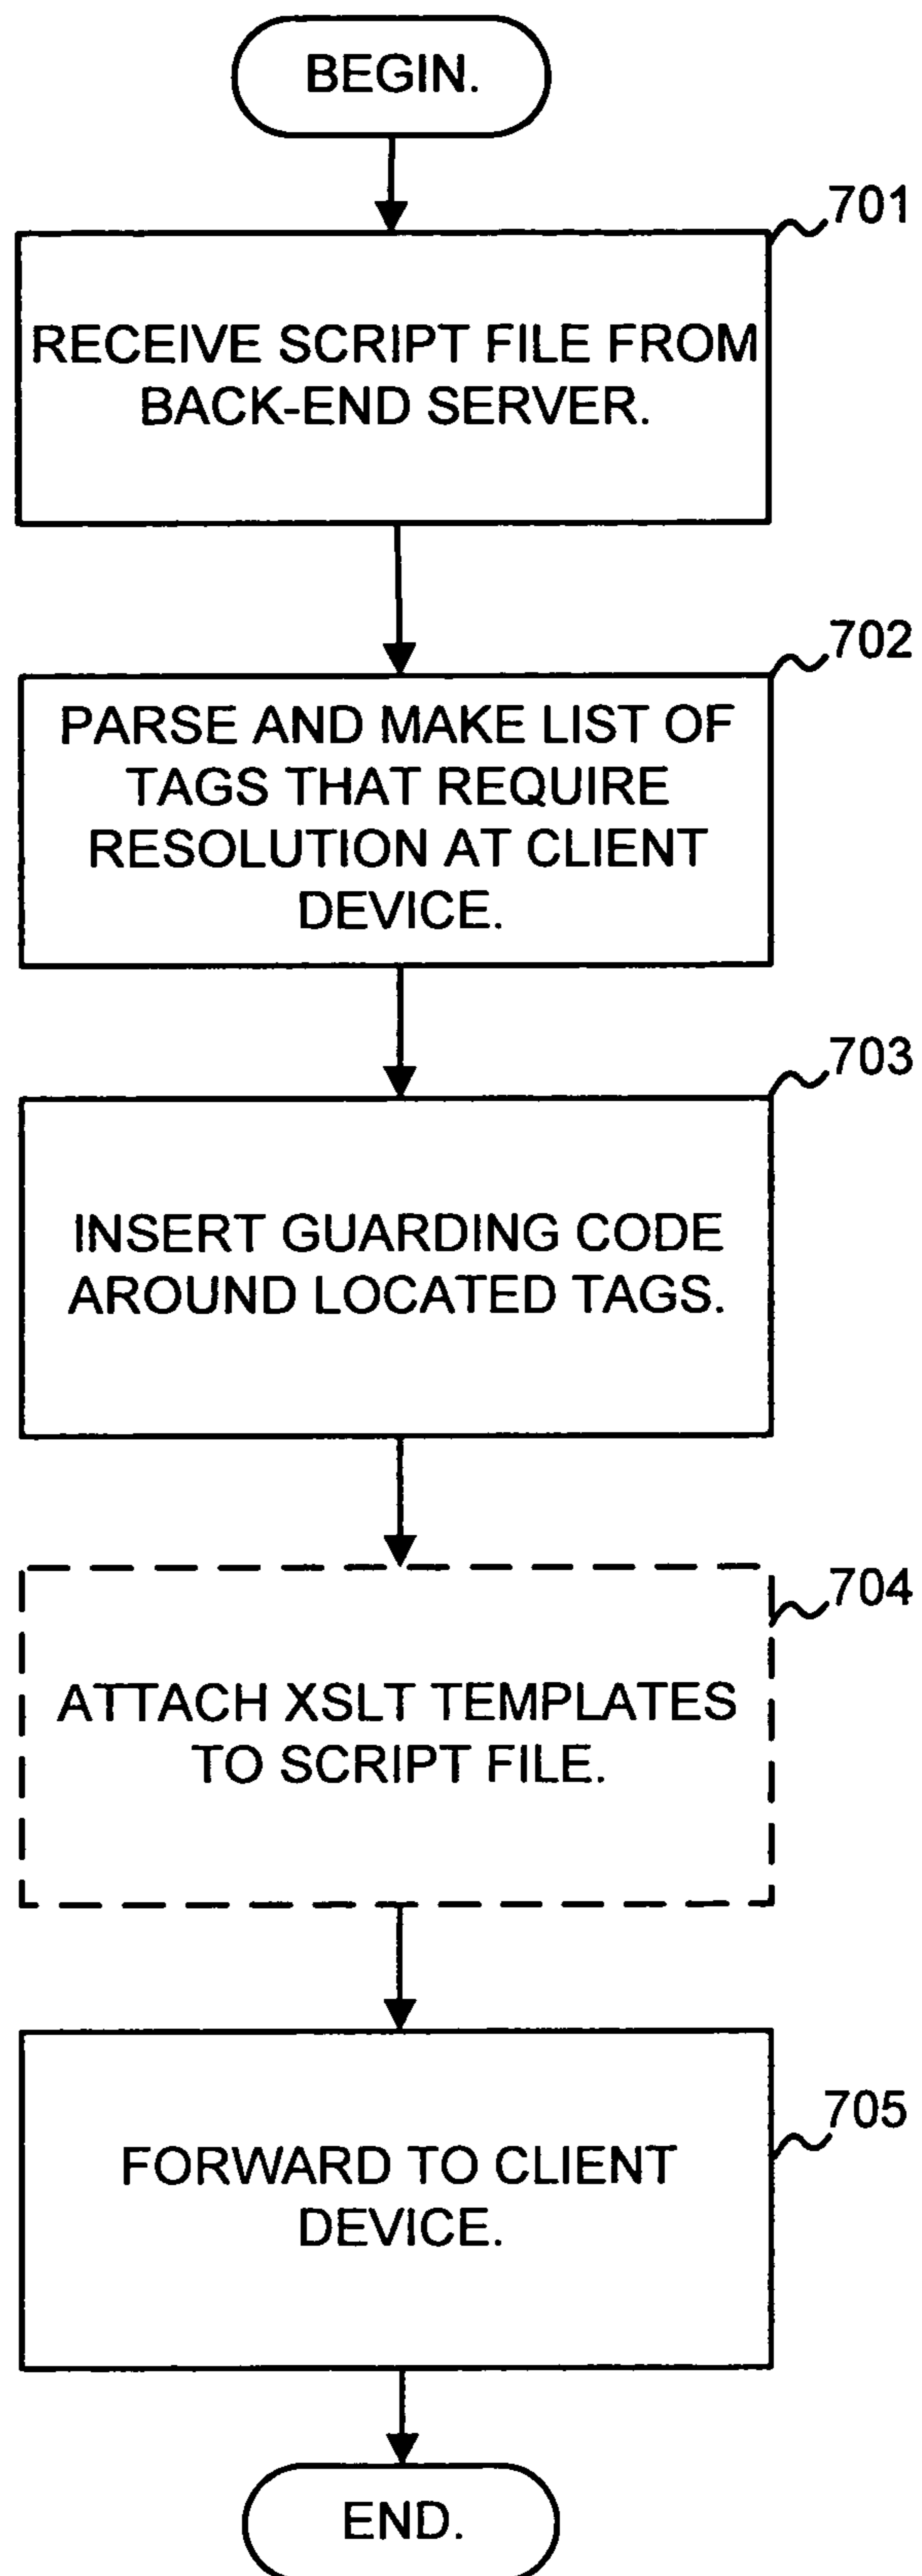 BEGIN.
701
RECEIVE SCRIPT FILE FROM
BACK-END SERVER.
702
PARSE AND MAKE LIST OF
TAGS THAT REQUIRE
RESOLUTION AT CLIENT
DEVICE.
703
INSERT GUARDING CODE
AROUND LOCATED TAGS.
704
ATTACH XSLT TEMPLATES
TO SCRIPT FILE.
705
FORWARD TO CLIENT
DEVICE.
END.